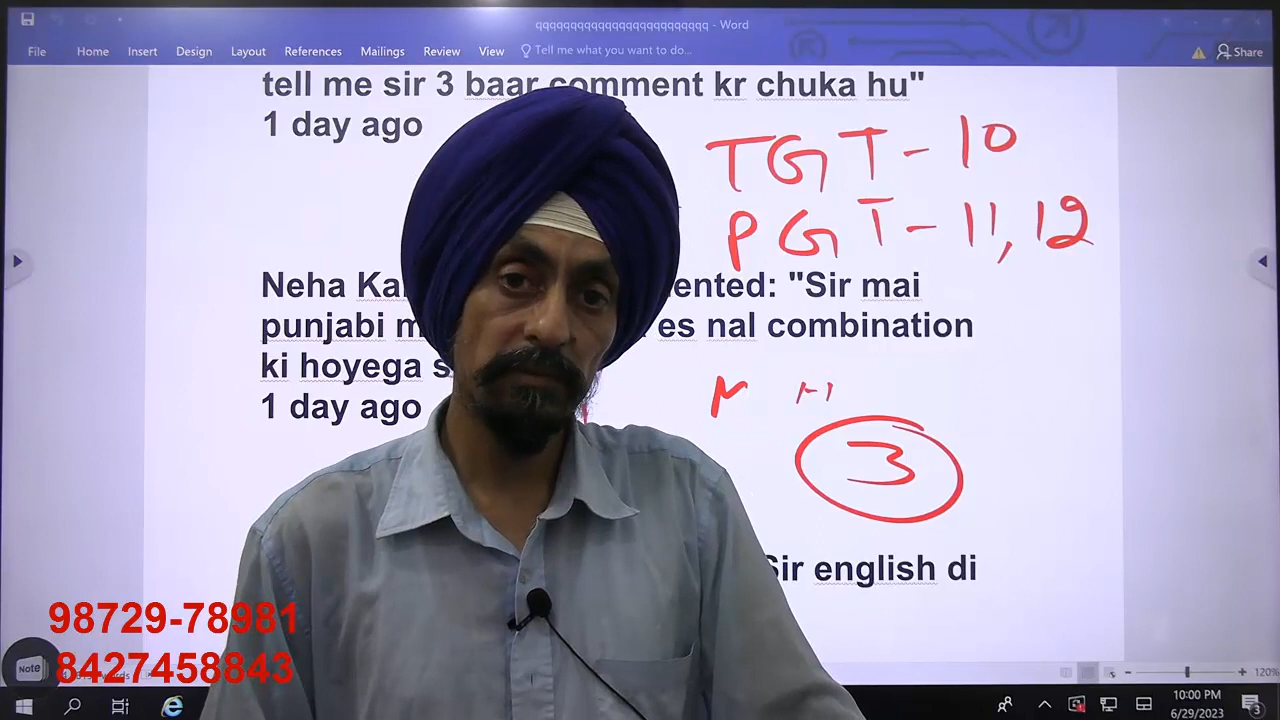 qqqqqqqqqqqqqqqqqqqqqqqqq - Word
File Home Insert Design Layout References Mailings Review View Tell me what you want to do... Share
tell me sir 3 baar comment kr chuka hu"
1 day ago
TGT - 10
PGT - 11, 12
Neha Ka ented: "Sir mai
punjabi m es nal combination
ki hoyega s
1 day ago
3
Sir english di
98729-78981
8427458843
Note
120%
10:00 PM
6/29/2023
3